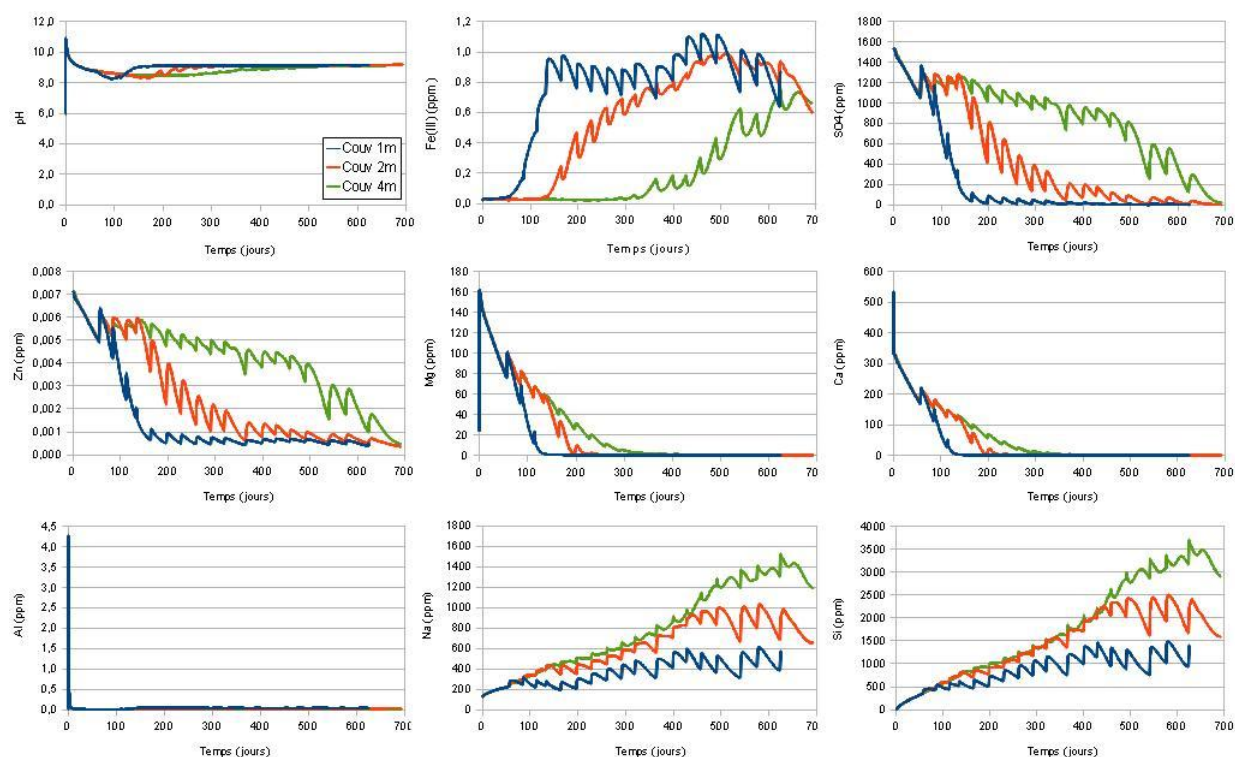 pH
12,0
10,0
8,0
6,0
4,0
2,0
0,0
Couv 1m
Couv 2m
Couv 4m
0 100 200 300 400 500 600 700
Temps (jours)
Fe(III) (ppm)
1,2
1,0
0,8
0,6
0,4
0,2
0,0
0 100 200 300 400 500 600 70
Temps (jours)
SO4 (ppm)
1800
1600
1400
1200
1000
800
600
400
200
0
0 100 200 300 400 500 600 700
Temps (jours)
Zn (ppm)
0,008
0,007
0,006
0,005
0,004
0,003
0,002
0,001
0,000
0 100 200 300 400 500 600 700
Temps (jours)
Mg (ppm)
180
160
140
120
100
80
60
40
20
0
0 100 200 300 400 500 600 70
Temps (jours)
Ca (ppm)
600
500
400
300
200
100
0
0 100 200 300 400 500 600 700
Temps (jours)
Al (ppm)
4,5
4,0
3,5
3,0
2,5
2,0
1,5
1,0
0,5
0,0
0 100 200 300 400 500 600 700
Temps (jours)
Na (ppm)
1800
1600
1400
1200
1000
800
600
400
200
0
0 100 200 300 400 500 600 70
Temps (jours)
Si (ppm)
4000
3500
3000
2500
2000
1500
1000
500
0
0 100 200 300 400 500 600 700
Temps (jours)